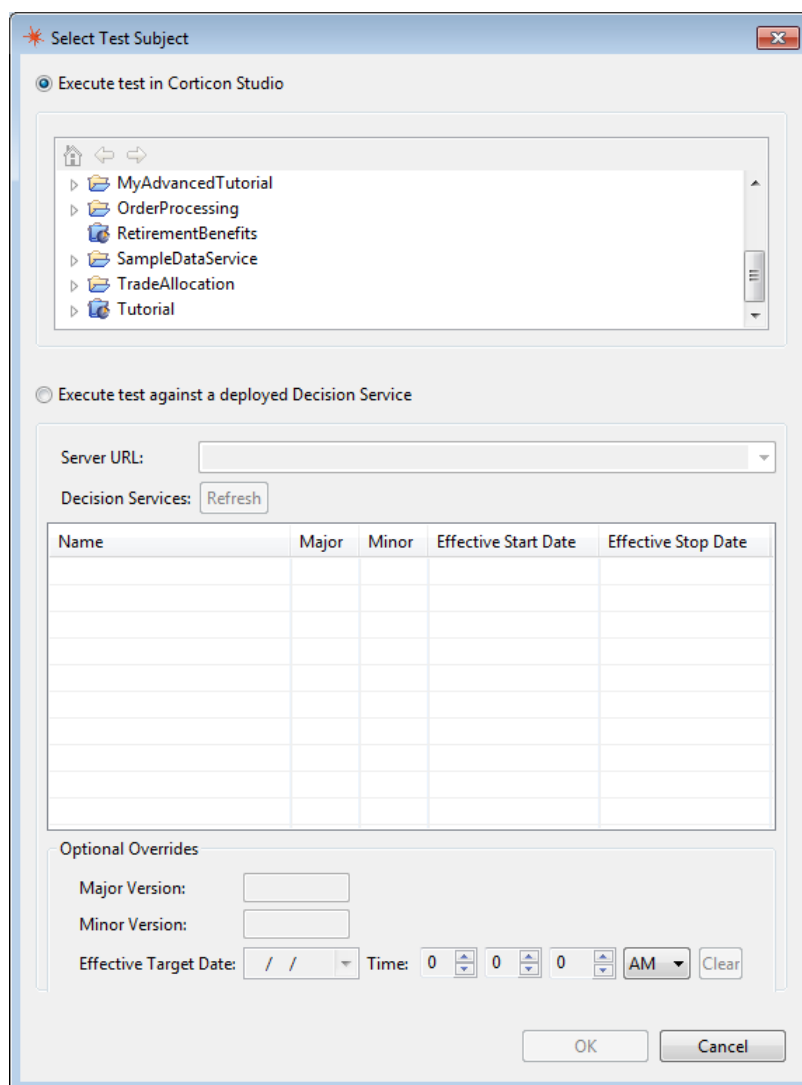 Select Test Subject
Execute test in Corticon Studio
MyAdvancedTutorial
OrderProcessing
RetirementBenefits
SampleDataService
TradeAllocation
Tutorial
Execute test against a deployed Decision Service
Server URL:
Decision Services: Refresh
Name Major Minor Effective Start Date Effective Stop Date
Optional Overrides
Major Version:
Minor Version:
Effective Target Date: / / Time: 0 0 0 AM Clear
OK Cancel